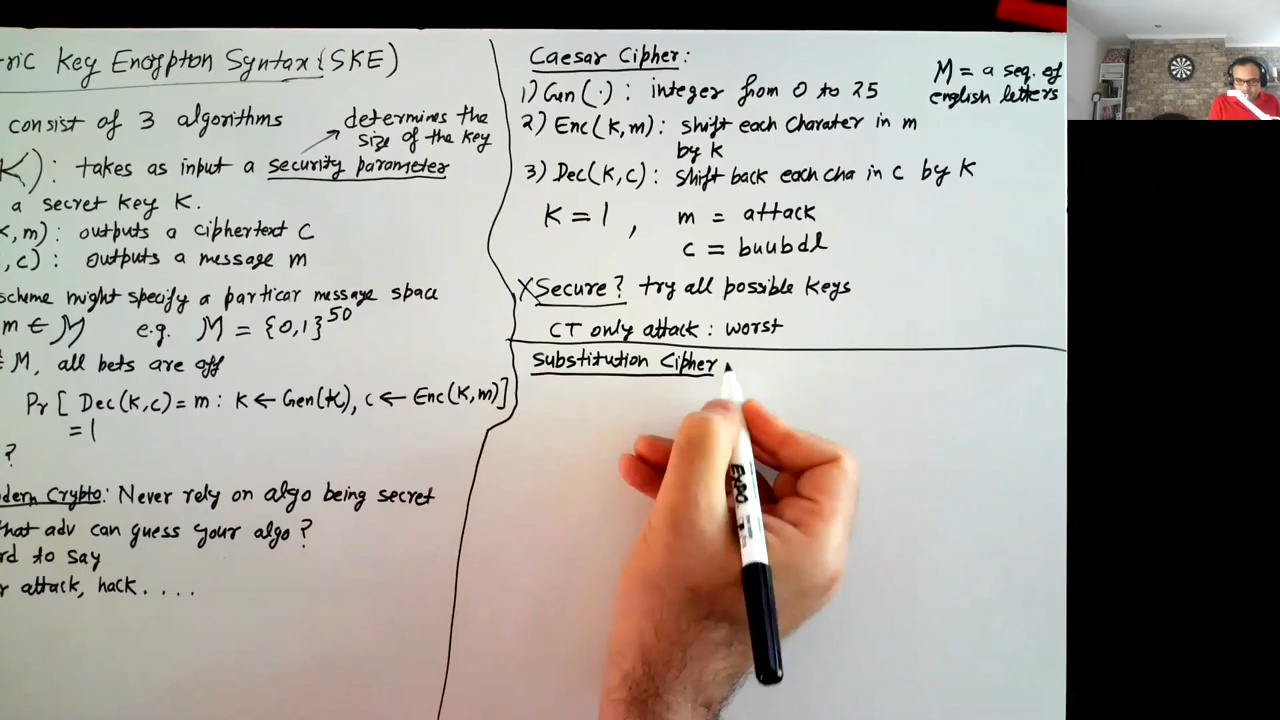 ric Key Encryption Syntax (SKE)
consist of 3 algorithms
determines the
size of the key
K) : takes as input a security parameter
a secret key K.
K, m) : outputs a ciphertext C
, c) : outputs a message m
scheme might specify a particar message space
m ∈ M e.g. M = {0,1}^50
∈ M, all bets are off
Pr [ Dec(K,c) = m : K ← Gen(K), c ← Enc(K,m)]
= 1
?
dern Crypto: Never rely on algo being secret
that adv can guess your algo ?
rd to say
r attack, hack . . . .
Caesar Cipher :
M = a seq. of
english letters
1) Gen (·) : integer from 0 to 25
2) Enc(K,m) : shift each charater in m
by K
3) Dec(K,c) : shift back each cha in c by K
K = 1 , m = attack
c = buubdl
X Secure ? try all possible keys
CT only attack : worst
Substitution Cipher
EXPO